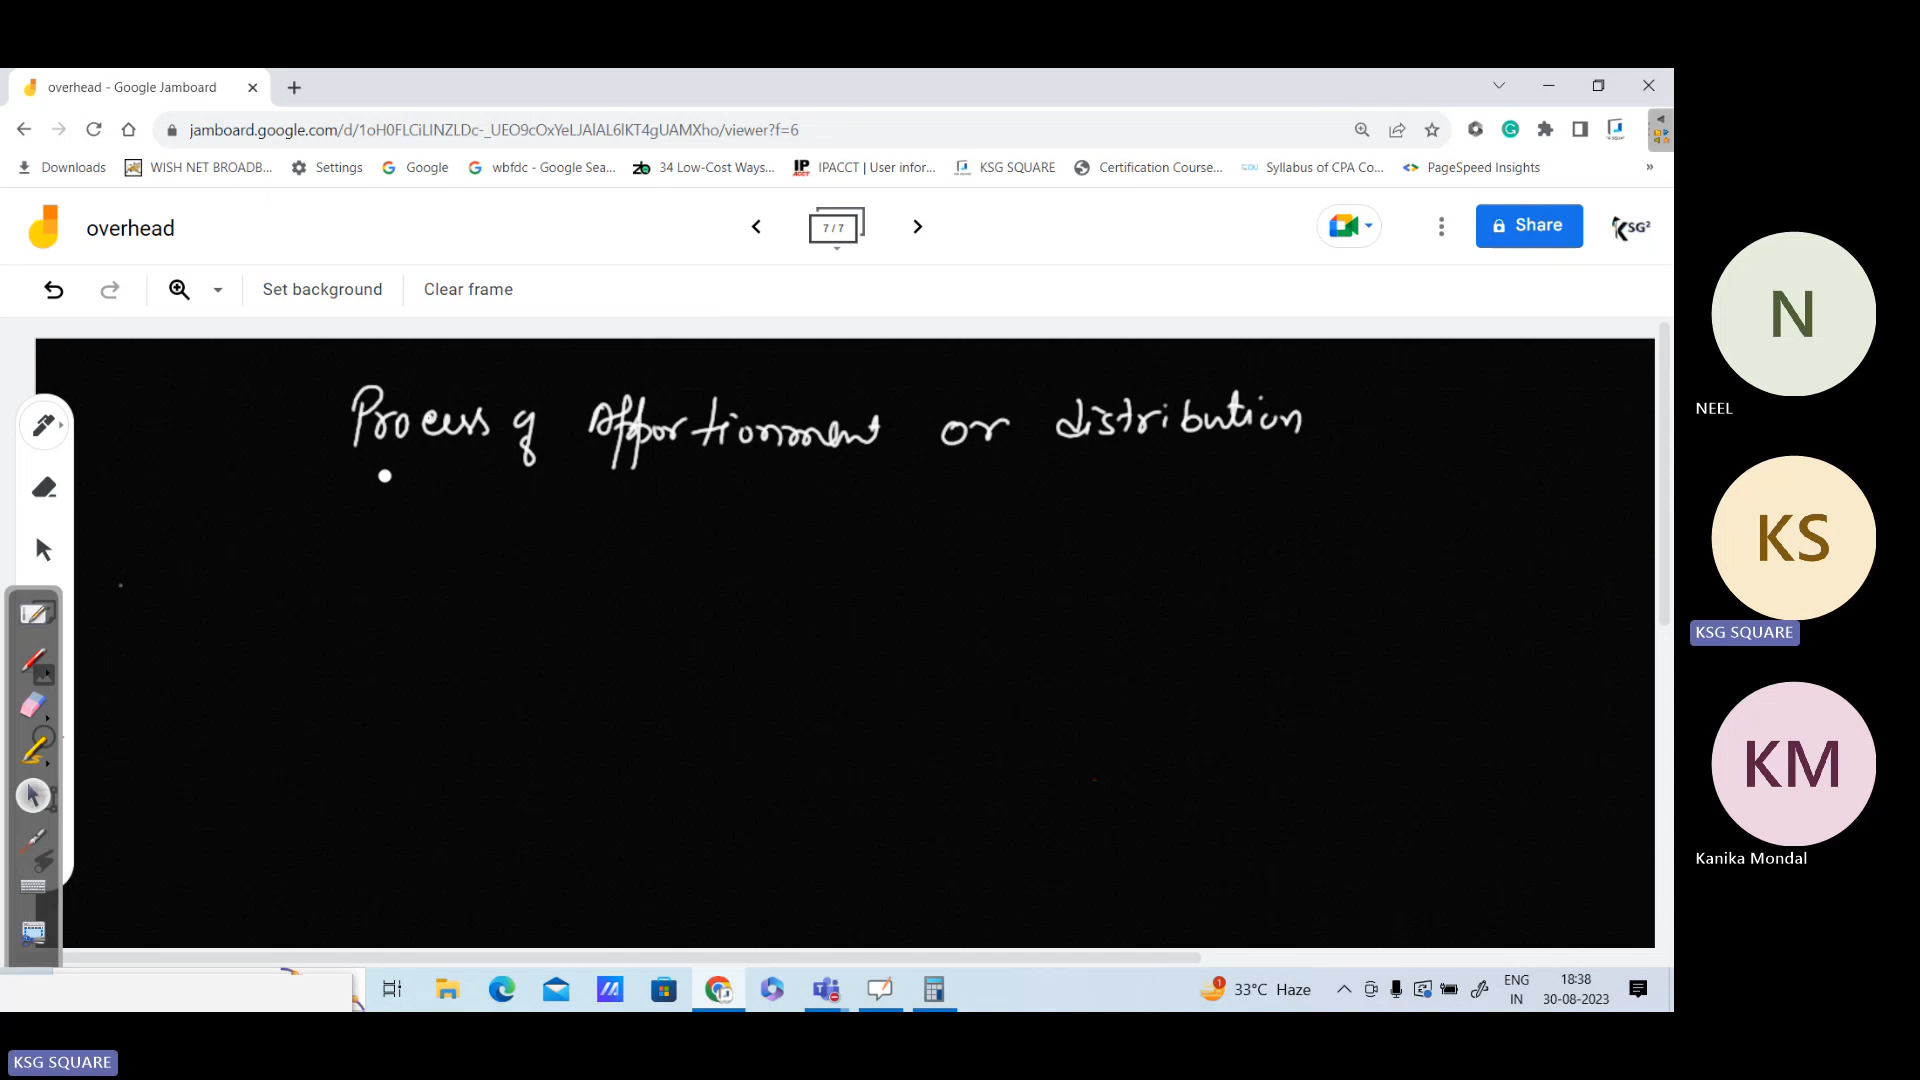 overhead - Google Jamboard
jamboard.google.com/d/1oH0FLCiLINZLDc-_UEO9cOxYeLJAlAL6lKT4gUAMXho/viewer?f=6
Downloads WISH NET BROADB... Settings Google wbfdc - Google Sea... 34 Low-Cost Ways... IPACCT | User infor... KSG SQUARE Certification Course... Syllabus of CPA Co... PageSpeed Insights »
overhead 7 / 7 Share KSG²
Set background Clear frame
Process of Apportionment or distribution
N
NEEL
KS
KSG SQUARE
KM
Kanika Mondal
33°C Haze ENG IN 18:38 30-08-2023
KSG SQUARE